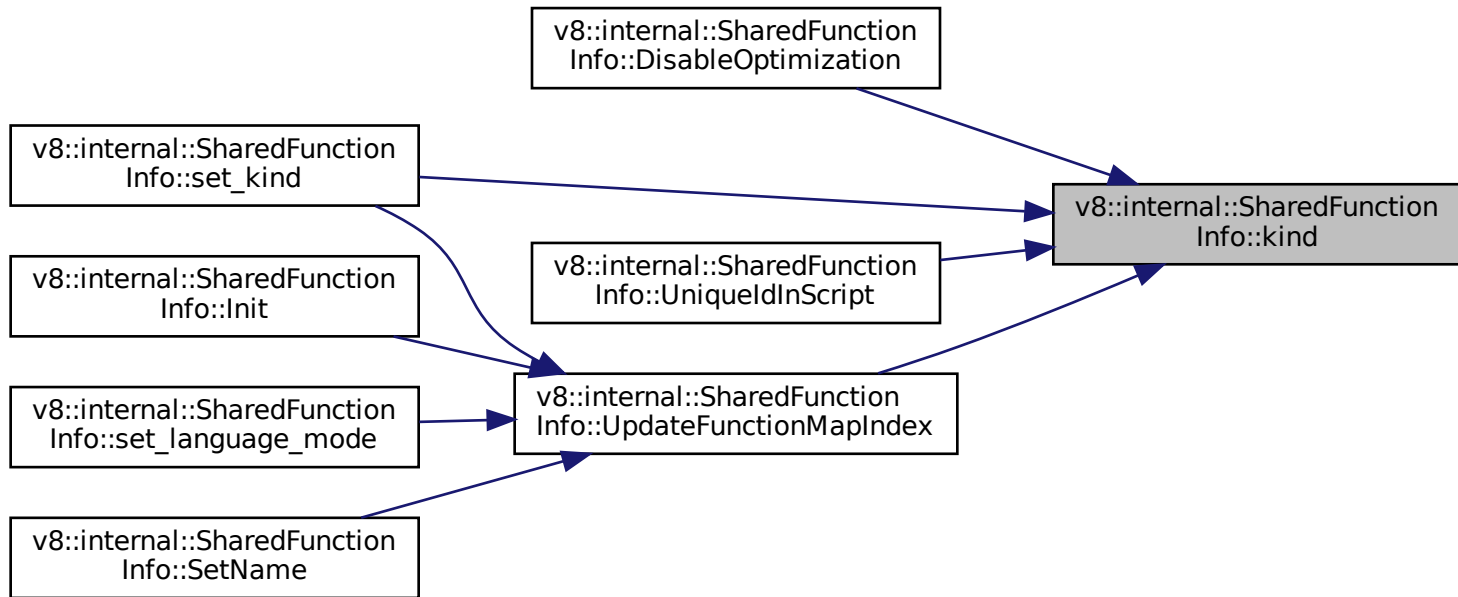 v8::internal::SharedFunction
Info::DisableOptimization
v8::internal::SharedFunction
Info::set_kind
v8::internal::SharedFunction
Info::kind
v8::internal::SharedFunction
Info::Init
v8::internal::SharedFunction
Info::UniqueIdInScript
v8::internal::SharedFunction
Info::set_language_mode
v8::internal::SharedFunction
Info::UpdateFunctionMapIndex
v8::internal::SharedFunction
Info::SetName